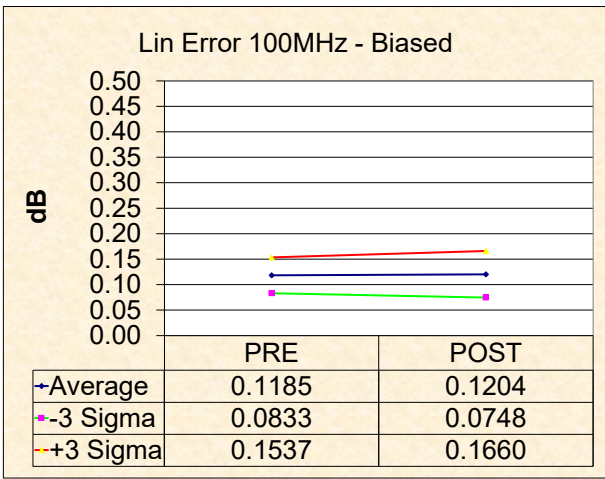 Lin Error 100MHz - Biased
0.50
0.45
0.40
0.35
0.30
0.25
0.20
0.15
0.10
0.05
0.00
dB
PRE POST
Average 0.1185 0.1204
-3 Sigma 0.0833 0.0748
+3 Sigma 0.1537 0.1660